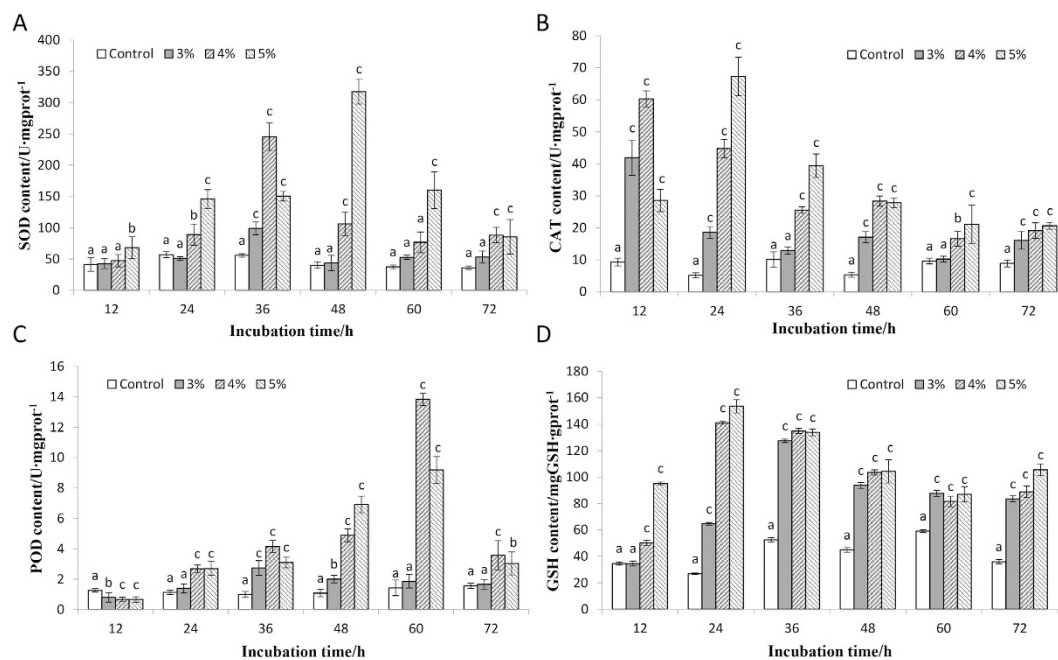 A
SOD content/U·mgprot⁻¹
400
350
300
250
200
150
100
50
0
Control 3% 4% 5%
a a a b
a a b c
a c c c
a a c c
a a a c
a a c c
12 24 36 48 60 72
Incubation time/h
B
CAT content/U·mgprot⁻¹
80
70
60
50
40
30
20
10
0
Control 3% 4% 5%
a c c c
a c c c
a a c c
a c c c
a a b c
a c c c
12 24 36 48 60 72
Incubation time/h
C
POD content/U·mgprot⁻¹
16
14
12
10
8
6
4
2
0
Control 3% 4% 5%
a b c c
a a c c
a c c c
a b c c
a a c c
a a c b
12 24 36 48 60 72
Incubation time/h
D
GSH content/mgGSH·gprot⁻¹
180
160
140
120
100
80
60
40
20
0
Control 3% 4% 5%
a a c c
a c c c
a c c c
a c c c
a c c c
a c c c
12 24 36 48 60 72
Incubation time/h